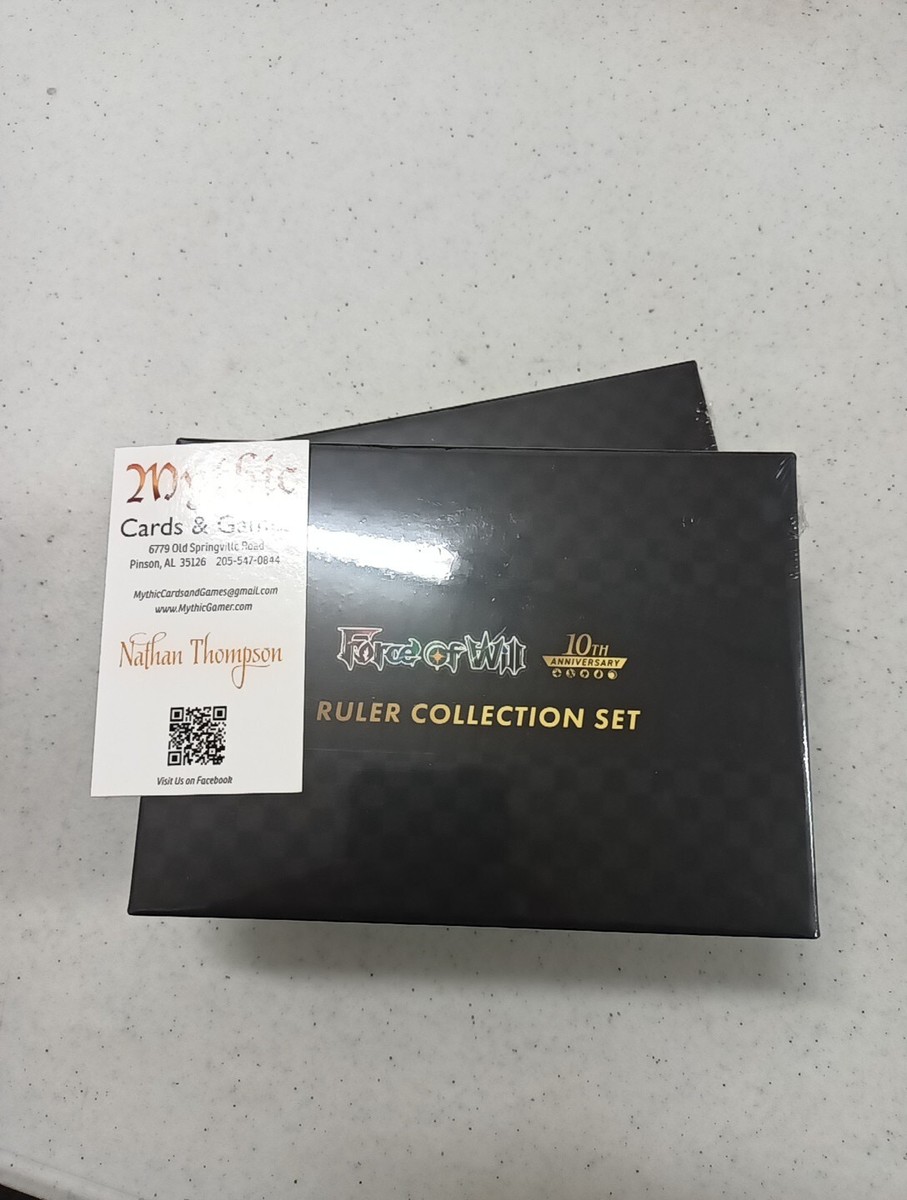 Mythic
Cards & Games
6779 Old Springville Road
Pinson, AL 35126 205-547-0844
MythicCardsandGames@gmail.com
www.MythicGamer.com
Nathan Thompson
Visit Us on Facebook
Force of Will
10TH
ANNIVERSARY
RULER COLLECTION SET